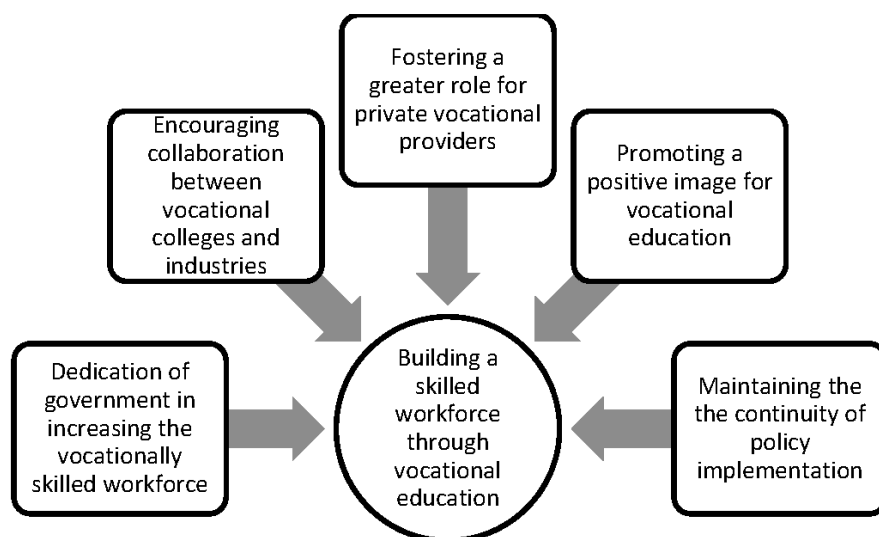 Fostering a
greater role for
private vocational
providers
Encouraging
collaboration
between
vocational
colleges and
industries
Promoting a
positive image for
vocational
education
Dedication of
government in
increasing the
vocationally
skilled workforce
Building a
skilled
workforce
through
vocational
education
Maintaining the
the continuity of
policy
implementation